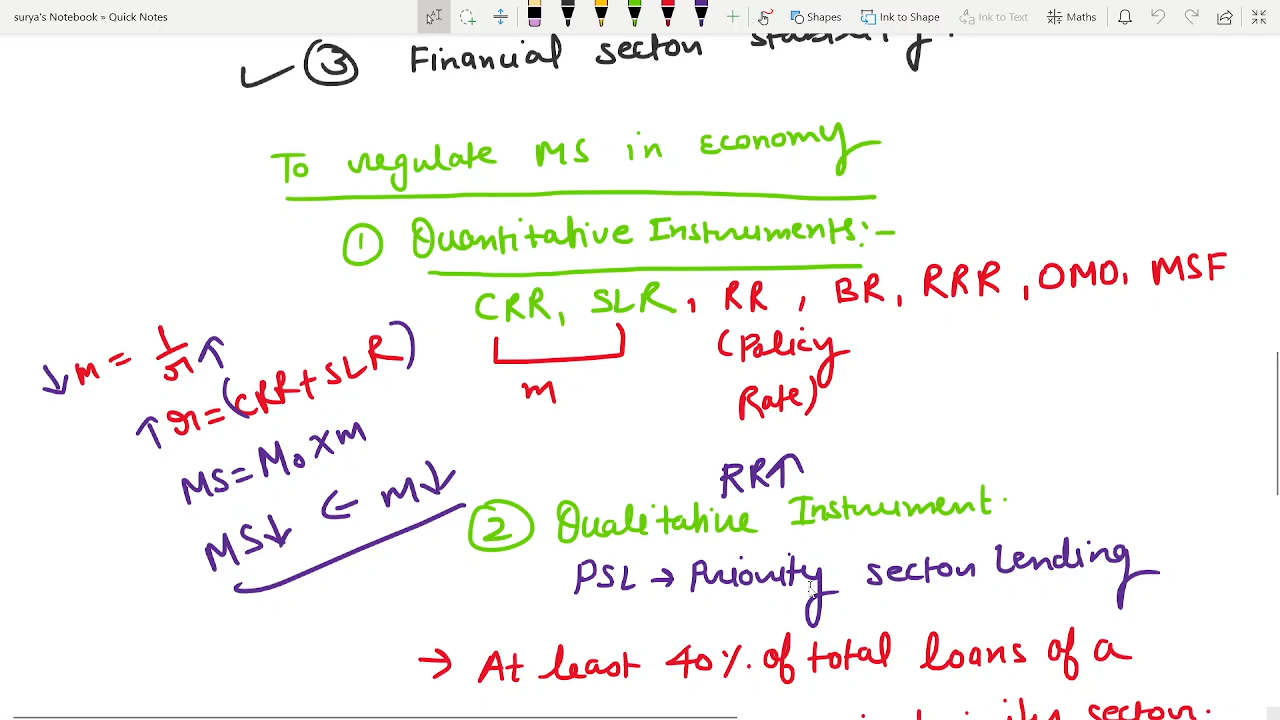 surya's Notebook » Quick Notes
Shapes Ink to Shape Ink to Text Maths
✓ ③ Financial sector stability.
To regulate MS in economy
① Quantitative Instruments:-
CRR, SLR, RR, BR, RRR, OMO, MSF
m
(Policy
Rate)
↓ m = 1/r ↑
↑ r = (CRR + SLR)
MS = M₀ × m
MS↓ ← m↓
RR↑
② Qualitative Instrument.
PSL → Priority sector lending
→ At least 40% of total loans of a
sector.